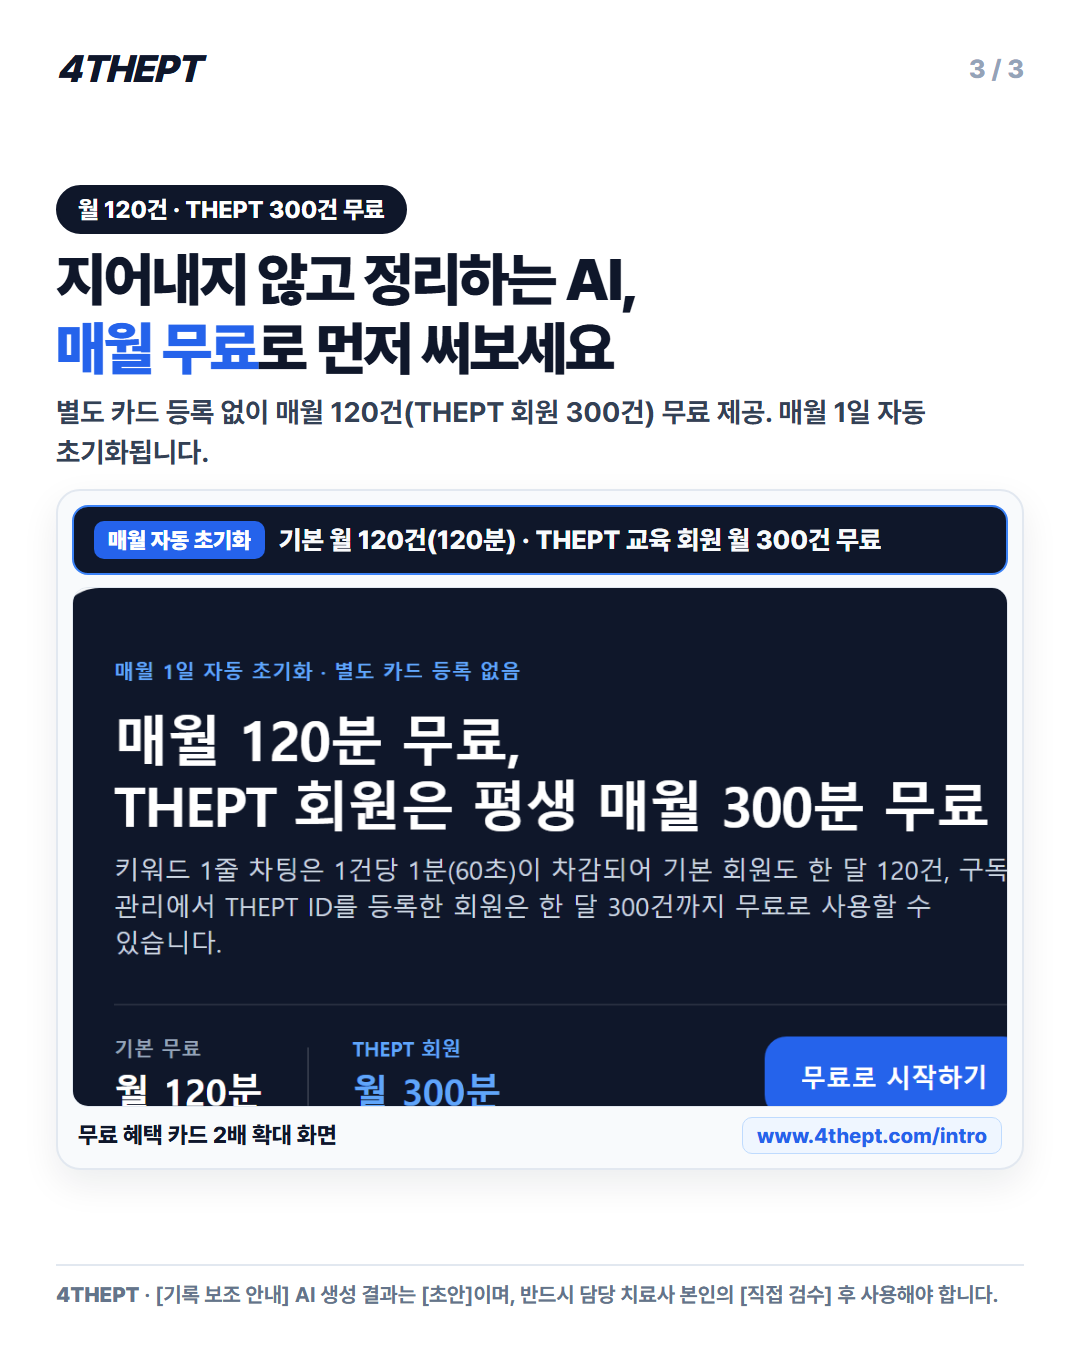 4THEPT
3 / 3
월 120건 · THEPT 300건 무료
지어내지 않고 정리하는 AI,
매월 무료로 먼저 써보세요
별도 카드 등록 없이 매월 120건(THEPT 회원 300건) 무료 제공. 매월 1일 자동
초기화됩니다.
매월 자동 초기화 기본 월 120건(120분) · THEPT 교육 회원 월 300건 무료
매월 1일 자동 초기화 · 별도 카드 등록 없음
매월 120분 무료,
THEPT 회원은 평생 매월 300분 무료
키워드 1줄 차팅은 1건당 1분(60초)이 차감되어 기본 회원도 한 달 120건, 구독
관리에서 THEPT ID를 등록한 회원은 한 달 300건까지 무료로 사용할 수
있습니다.
기본 무료 THEPT 회원
월 120분 월 300분 무료로 시작하기
무료 혜택 카드 2배 확대 화면 www.4thept.com/intro
4THEPT · [기록 보조 안내] AI 생성 결과는 [초안]이며, 반드시 담당 치료사 본인의 [직접 검수] 후 사용해야 합니다.